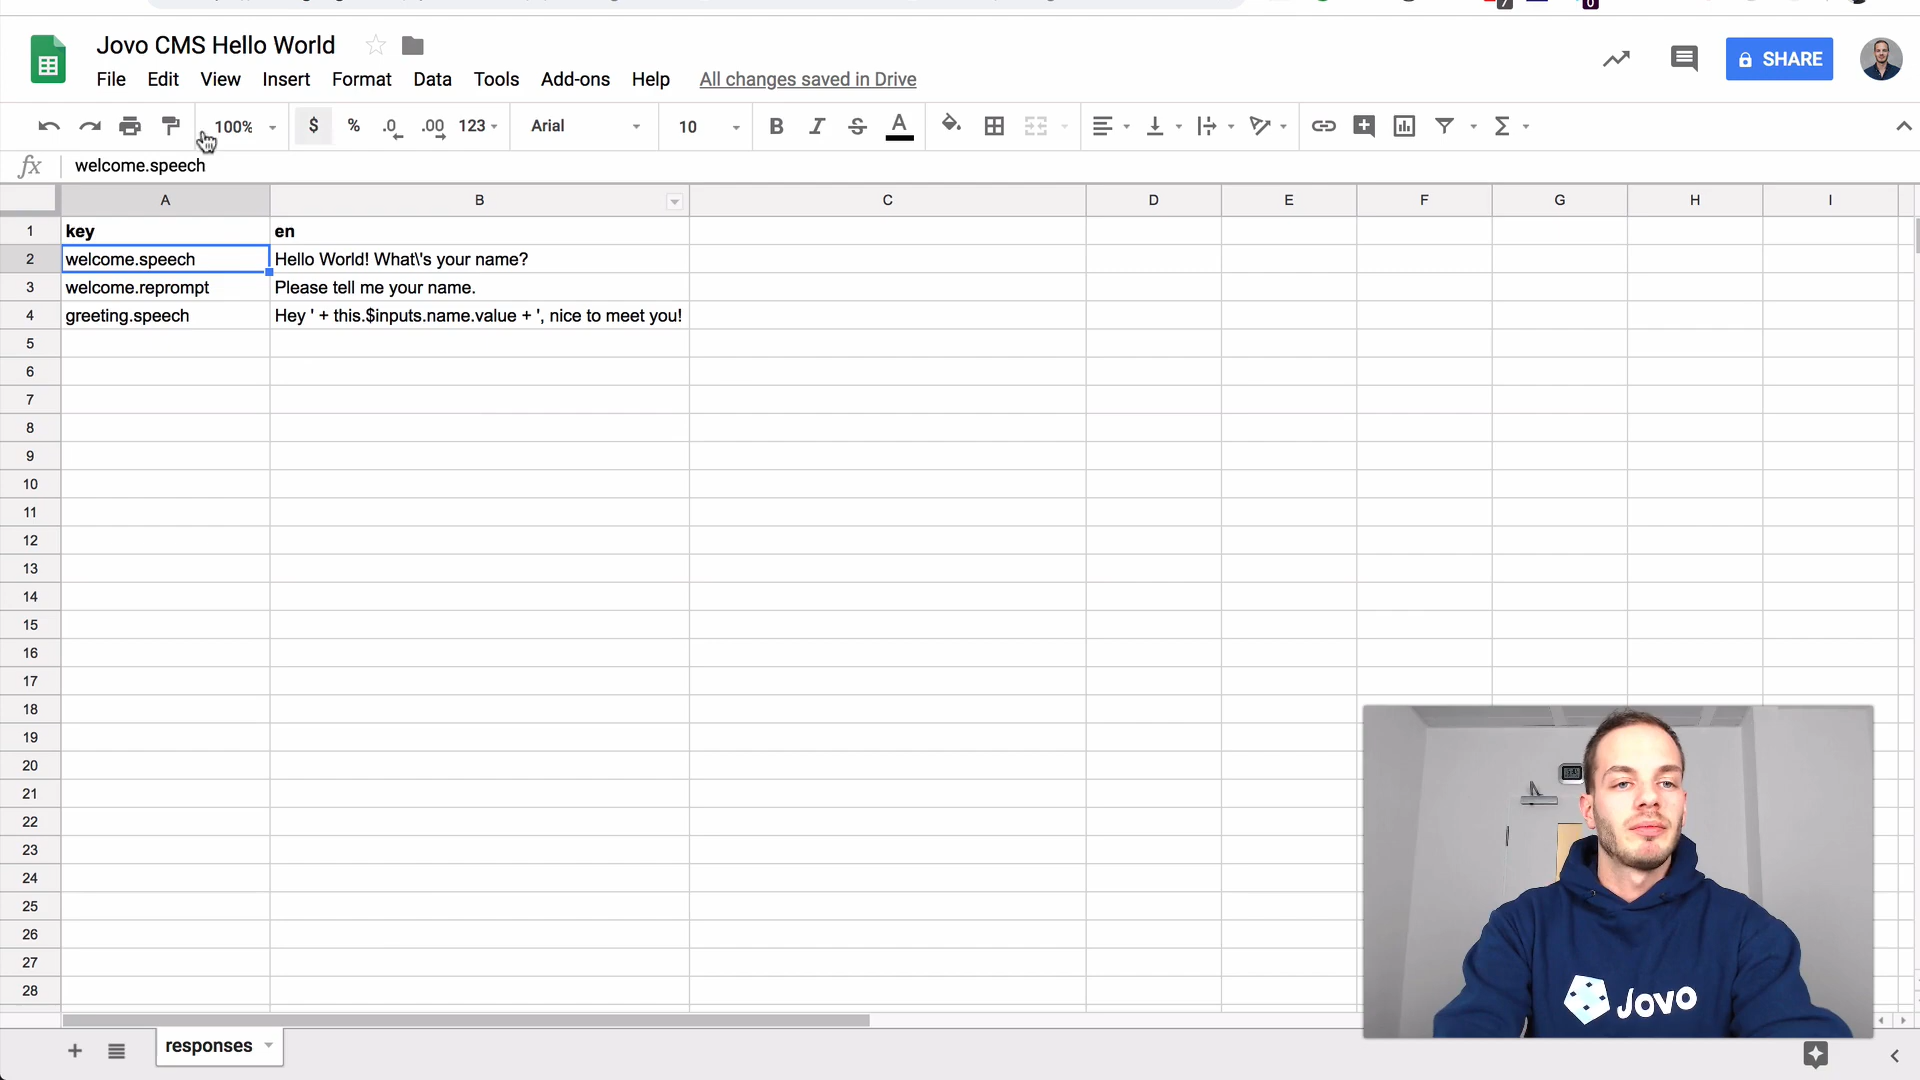 Jovo CMS Hello World
SHARE
File Edit View Insert Format Data Tools Add-ons Help All changes saved in Drive
100% $ % .0 .00 123 Arial 10 B I S A
fx welcome.speech
A B C D E F G H I
1 key en
2 welcome.speech Hello World! What\'s your name?
3 welcome.reprompt Please tell me your name.
4 greeting.speech Hey ' + this.$inputs.name.value + ', nice to meet you!
5
6
7
8
9
10
11
12
13
14
15
16
17
18
19
20
21
22
23
24
25
26
27
28
Jovo
responses